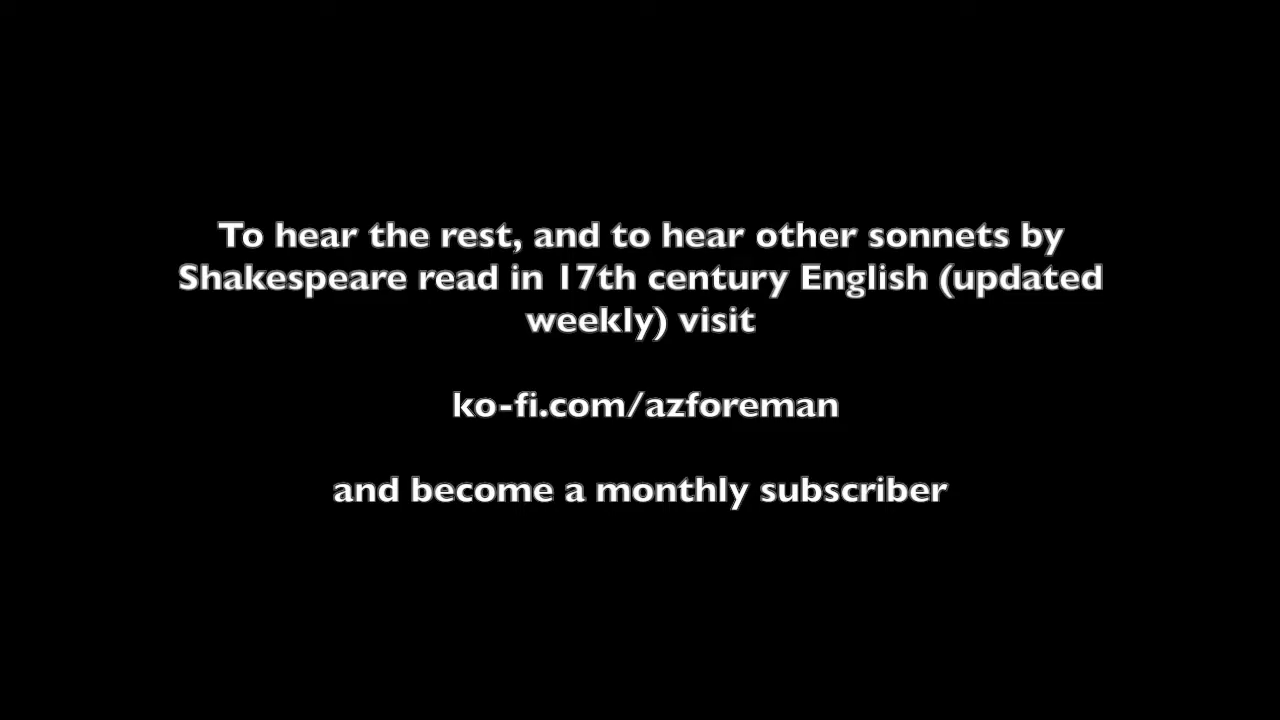 To hear the rest, and to hear other sonnets by
Shakespeare read in 17th century English (updated
weekly) visit
ko-fi.com/azforeman
and become a monthly subscriber